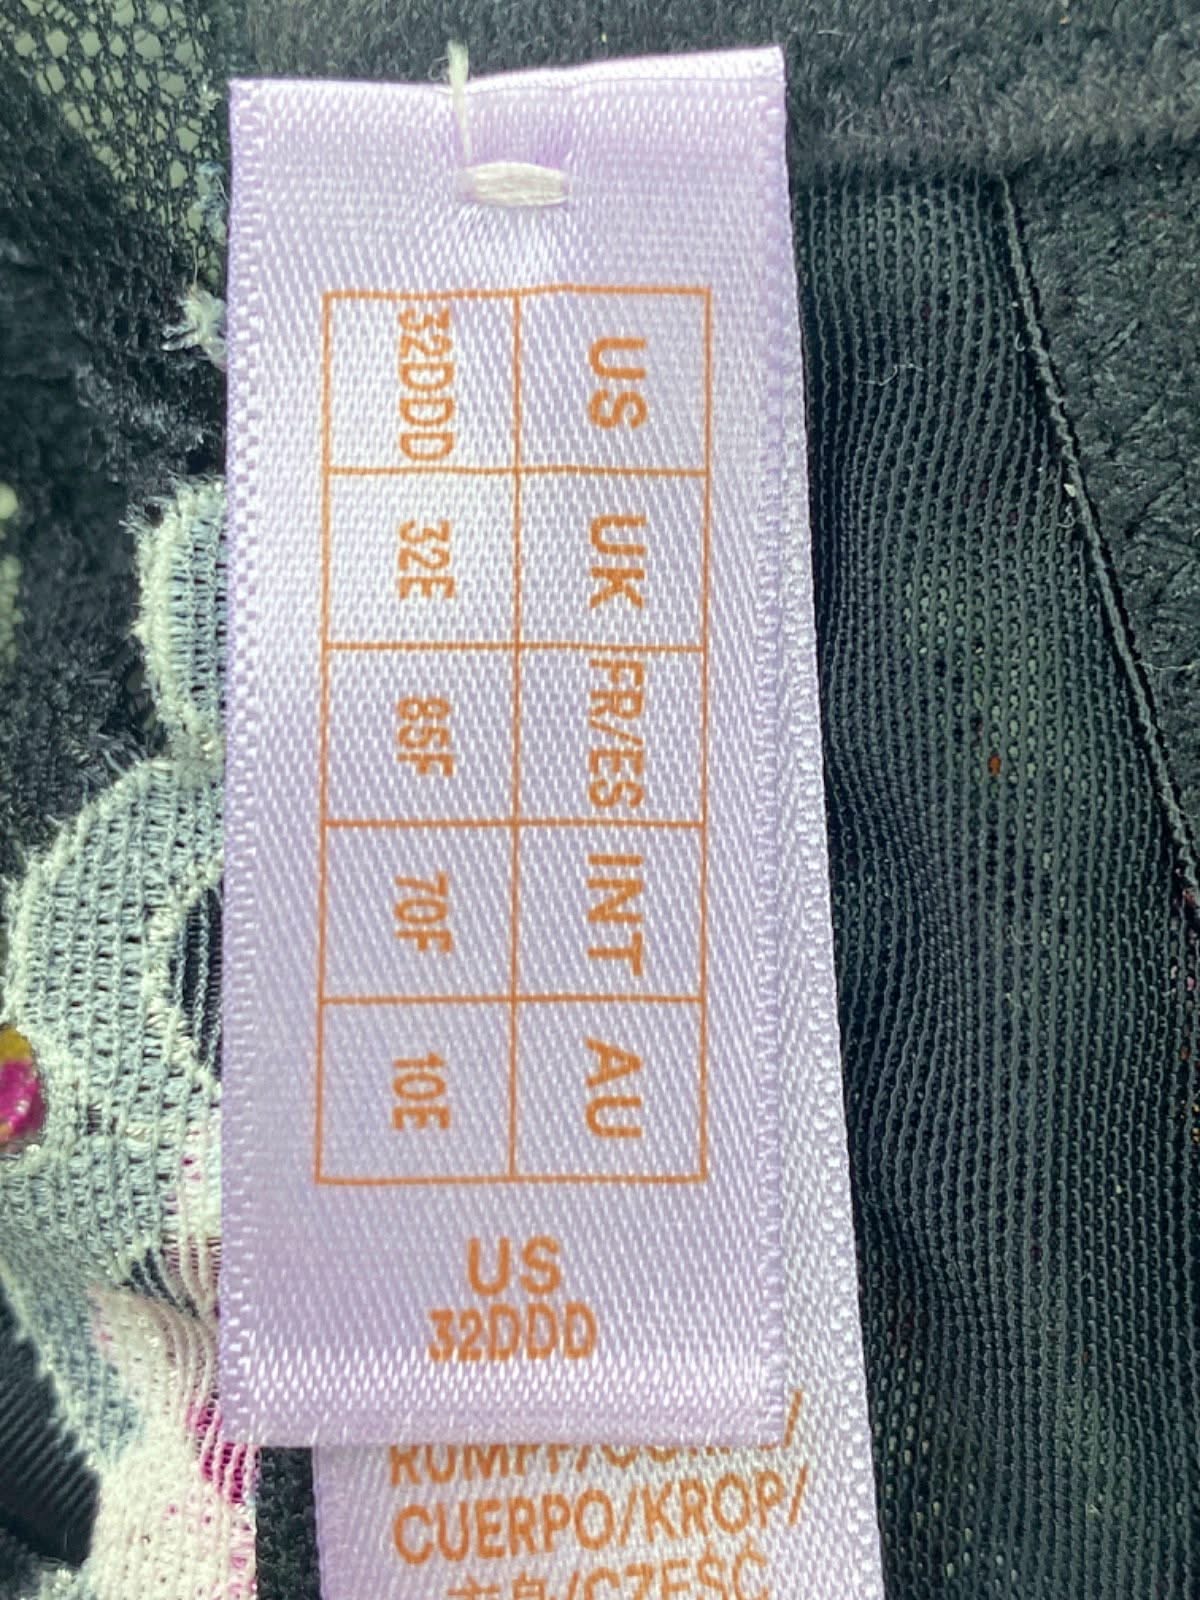 US UK FR/ES INT AU
32DDD 32E 85F 70F 10E
US
32DDD
CUERPO/KROP/